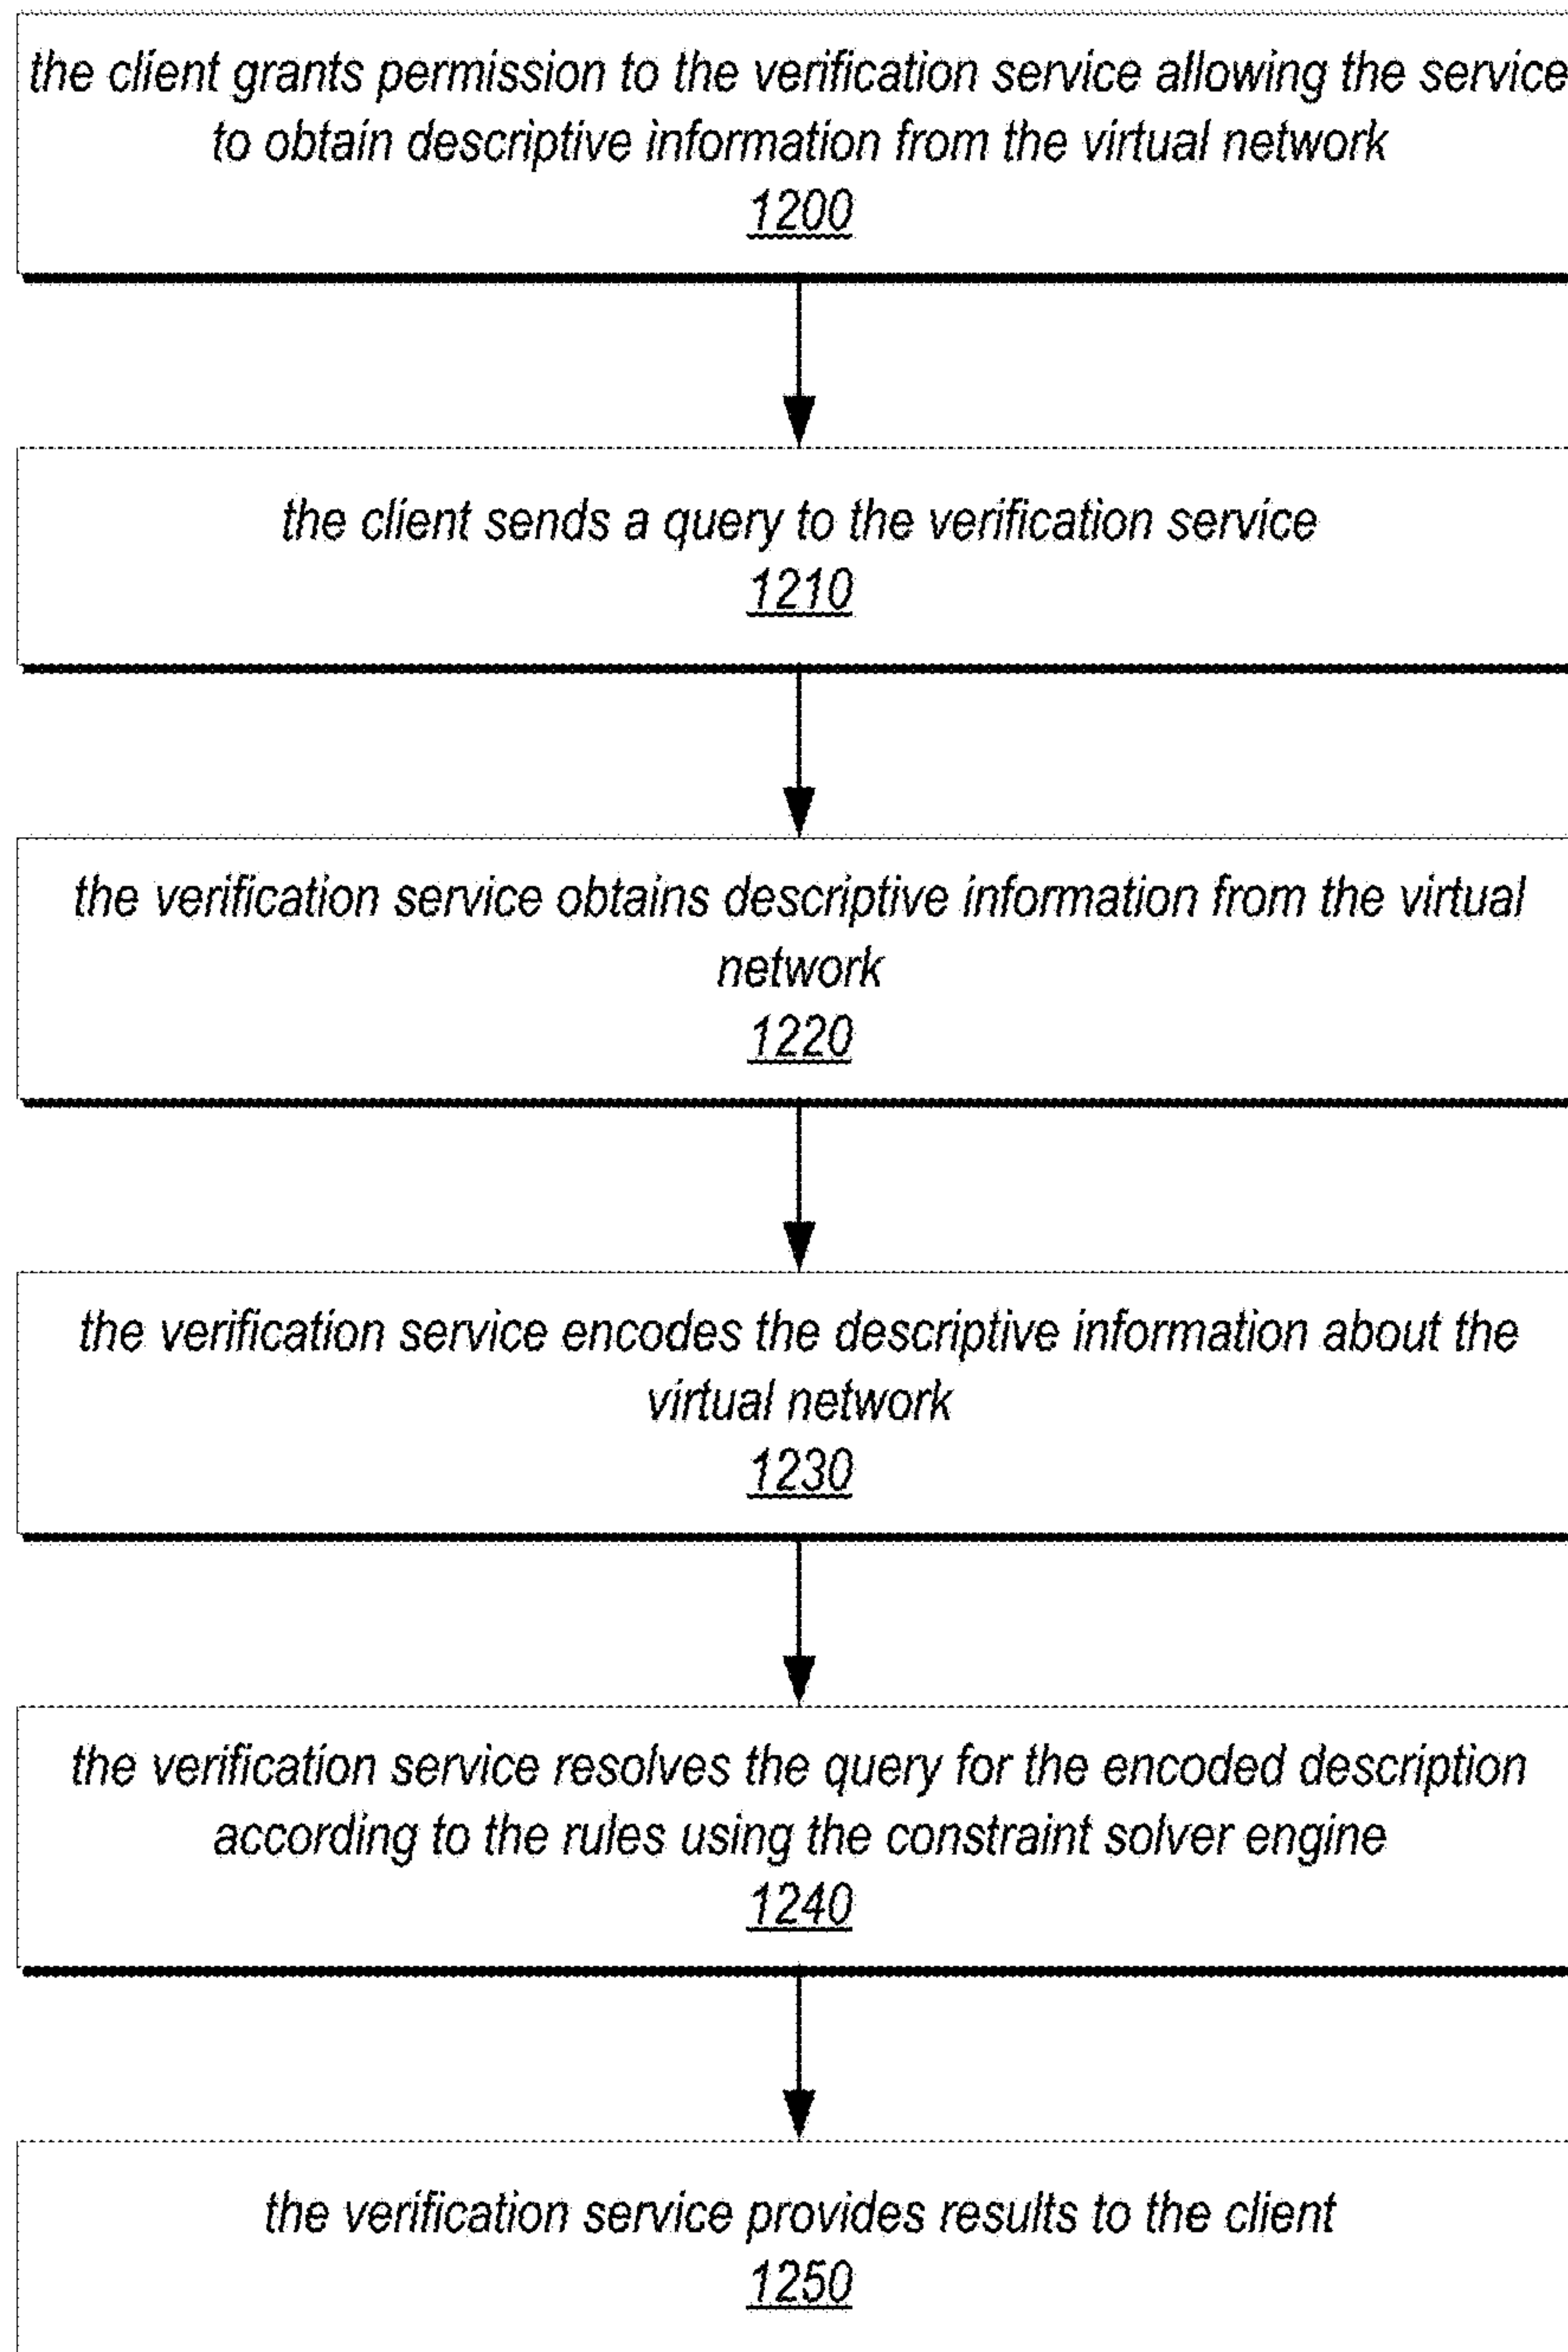 the client grants permission to the verification service allowing the service
to obtain descriptive information from the virtual network
1200
the client sends a query to the verification service
1210
the verification service obtains descriptive information from the virtual
network
1220
the verification service encodes the descriptive information about the
virtual network
1230
the verification service resolves the query for the encoded description
according to the rules using the constraint solver engine
1240
the verification service provides results to the client
1250